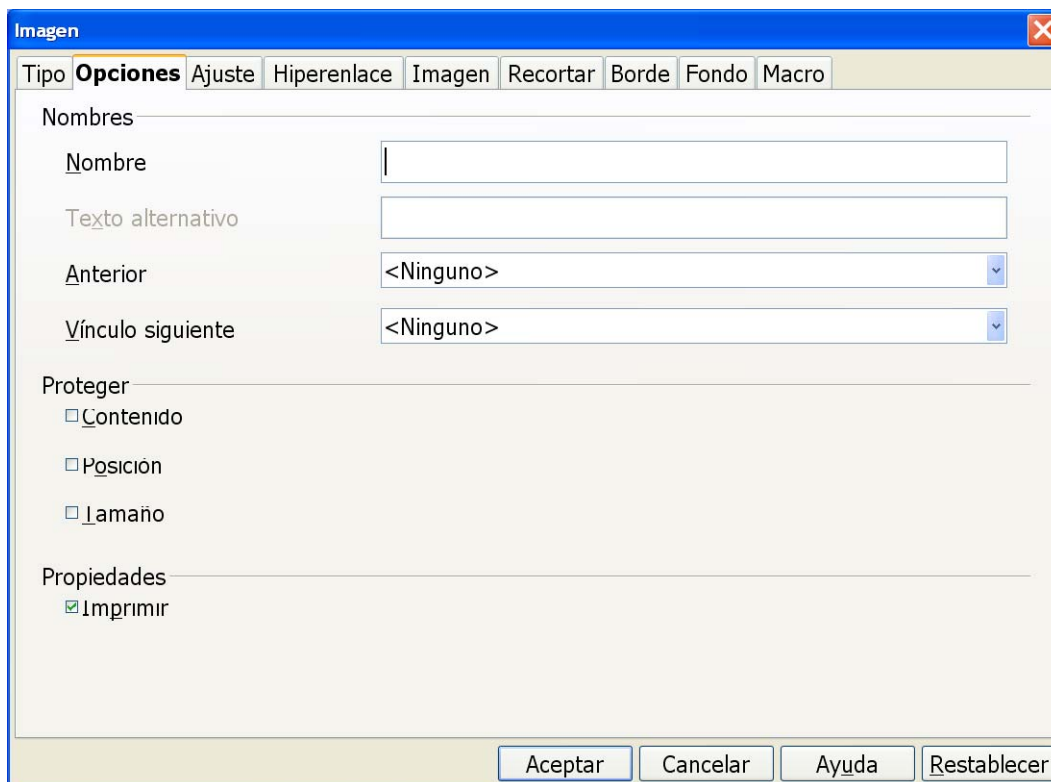 Imagen
Tipo Opciones Ajuste Hiperenlace Imagen Recortar Borde Fondo Macro
Nombres
Nombre
Texto alternativo
Anterior <Ninguno>
Vínculo siguiente <Ninguno>
Proteger
Contenido
Posición
Tamaño
Propiedades
Imprimir
Aceptar Cancelar Ayuda Restablecer